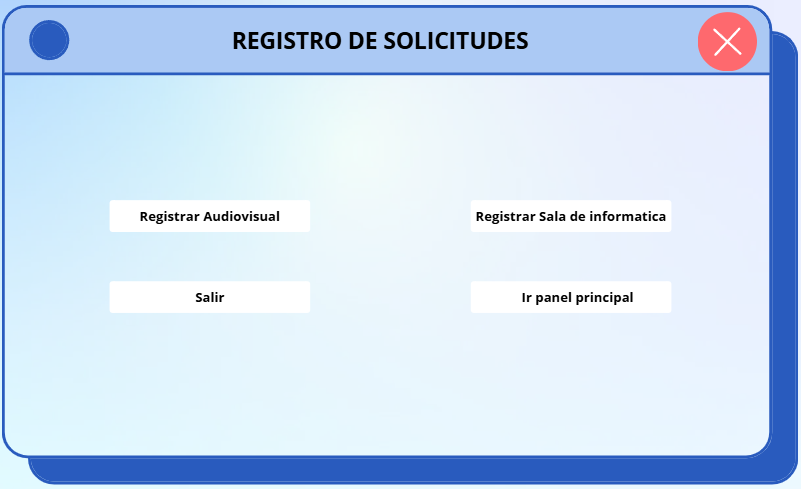 REGISTRO DE SOLICITUDES
Registrar Audiovisual
Registrar Sala de informatica
Salir
Ir panel principal